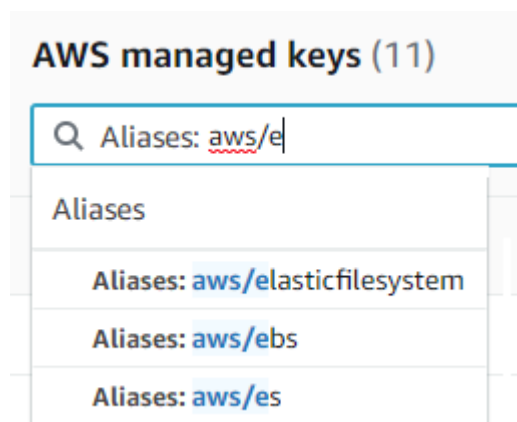 AWS managed keys (11)
Aliases: aws/e
Aliases
Aliases: aws/elasticfilesystem
Aliases: aws/ebs
Aliases: aws/es